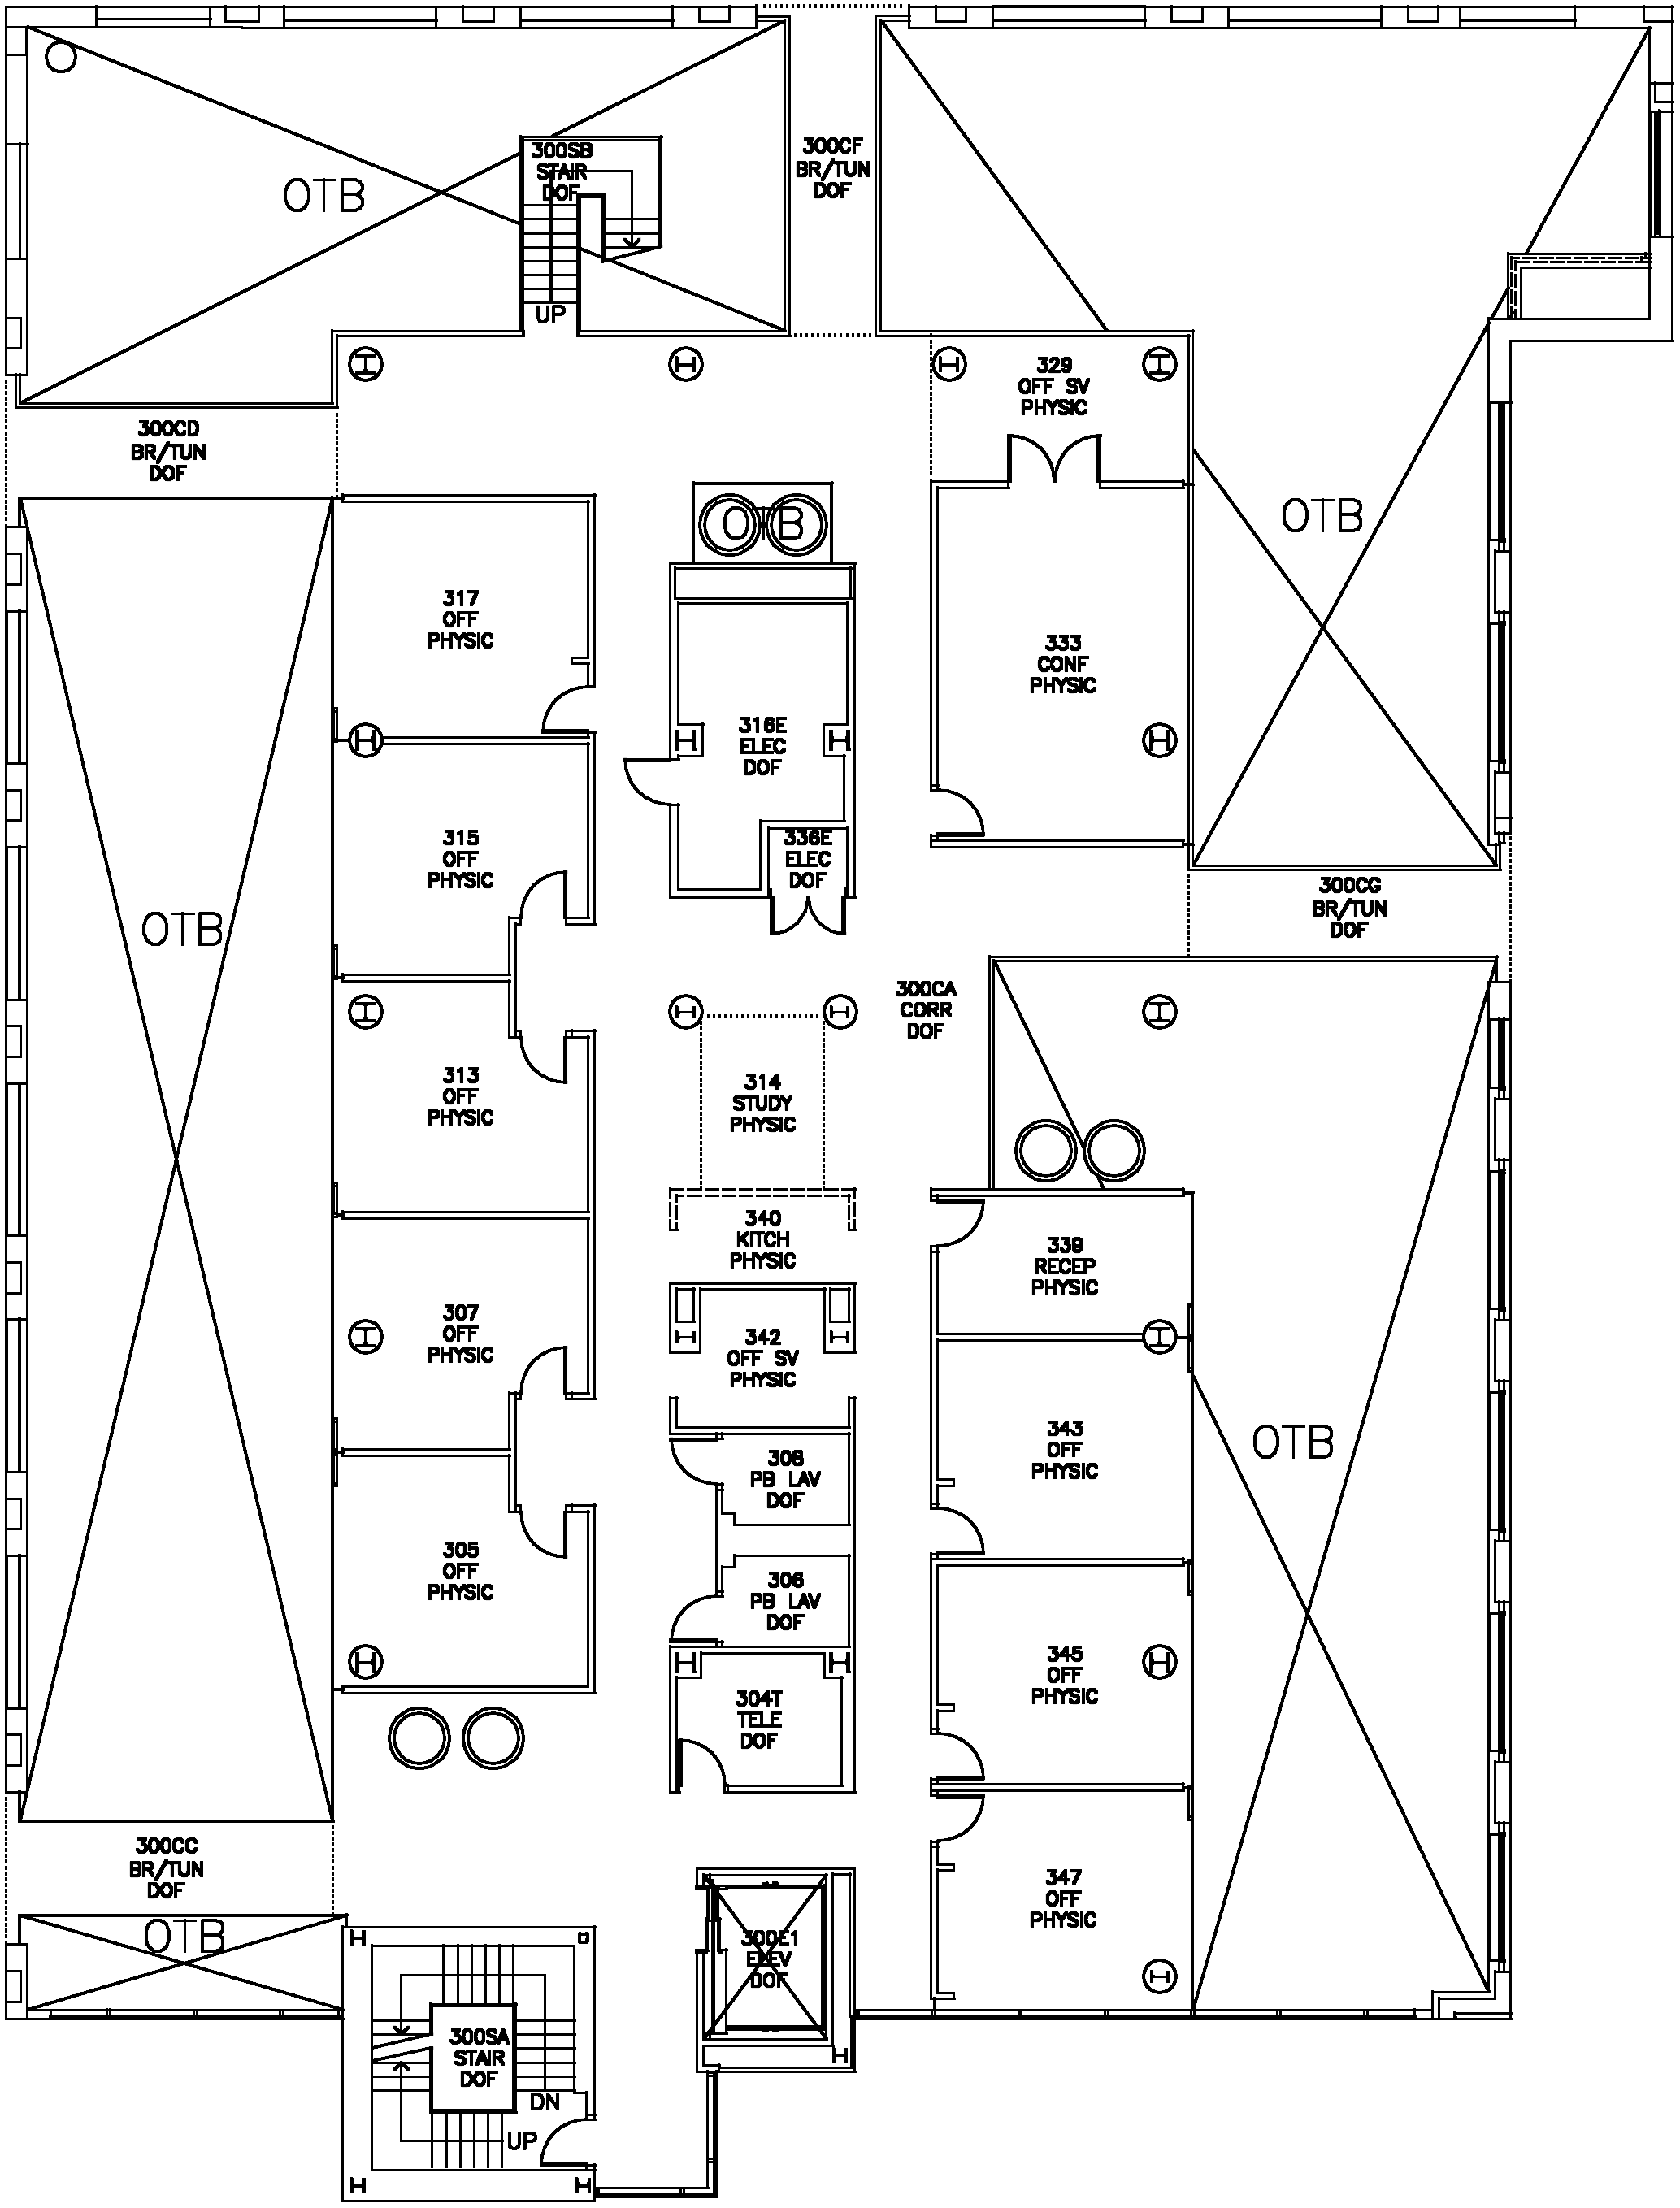 300SB
STAIR
DOF
UP
OTB
300CF
BR/TUN
DOF
329
OFF SV
PHYSIC
300CD
BR/TUN
DOF
OTB
OTB
317
OFF
PHYSIC
333
CONF
PHYSIC
316E
ELEC
DOF
315
OFF
PHYSIC
336E
ELEC
DOF
300CG
BR/TUN
DOF
OTB
300CA
CORR
DOF
313
OFF
PHYSIC
314
STUDY
PHYSIC
340
KITCH
PHYSIC
339
RECEP
PHYSIC
307
OFF
PHYSIC
342
OFF SV
PHYSIC
343
OFF
PHYSIC
OTB
308
PB LAV
DOF
305
OFF
PHYSIC
306
PB LAV
DOF
345
OFF
PHYSIC
304T
TELE
DOF
300CC
BR/TUN
DOF
347
OFF
PHYSIC
OTB
300E1
ELEV
DOF
300SA
STAIR
DOF
DN
UP